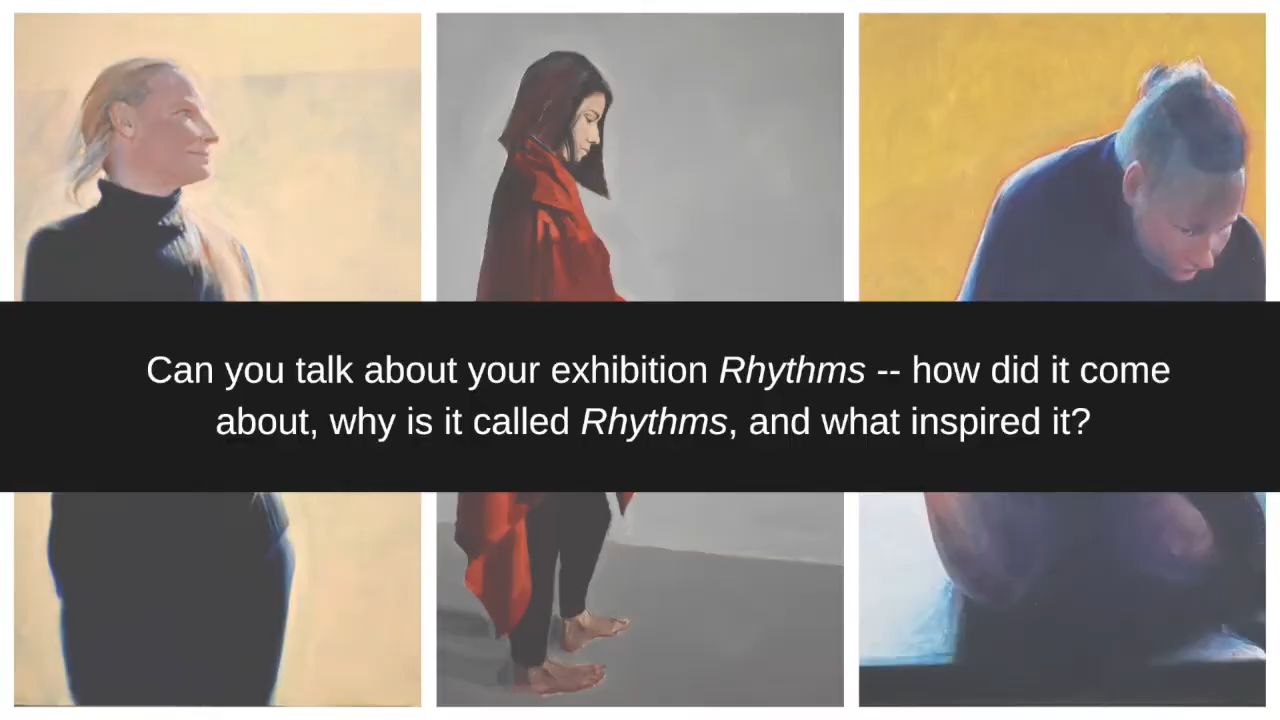 Can you talk about your exhibition Rhythms -- how did it come
about, why is it called Rhythms, and what inspired it?